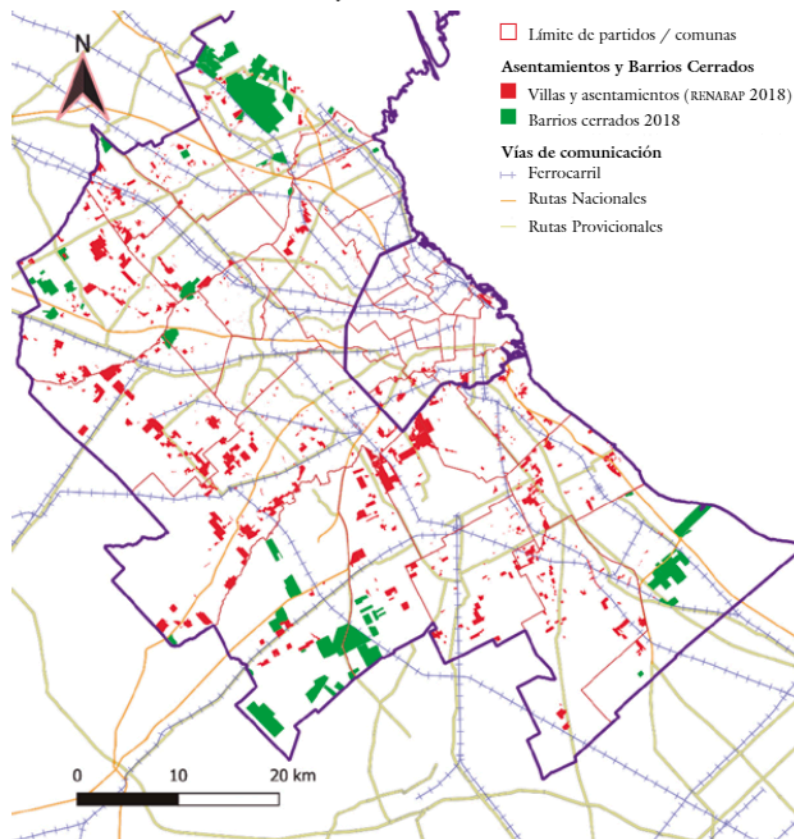 N
Límite de partidos / comunas
Asentamientos y Barrios Cerrados
Villas y asentamientos (RENABAP 2018)
Barrios cerrados 2018
Vías de comunicación
Ferrocarril
Rutas Nacionales
Rutas Provicionales
0 10 20 km